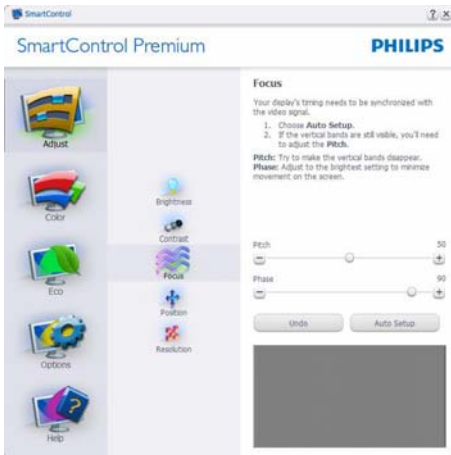 SmartControl
SmartControl Premium
PHILIPS
Adjust
Color
Eco
Options
Help
Brightness
Contrast
Focus
Position
Resolution
Focus
Your display's timing needs to be synchronized with
the video signal.
1. Choose Auto Setup.
2. If the vertical bands are still visible, you'll need
to adjust the Pitch.
Pitch: Try to make the vertical bands disappear.
Phase: Adjust to the brightest setting to minimize
movement on the screen.
Pitch 50
Phase 90
Undo Auto Setup